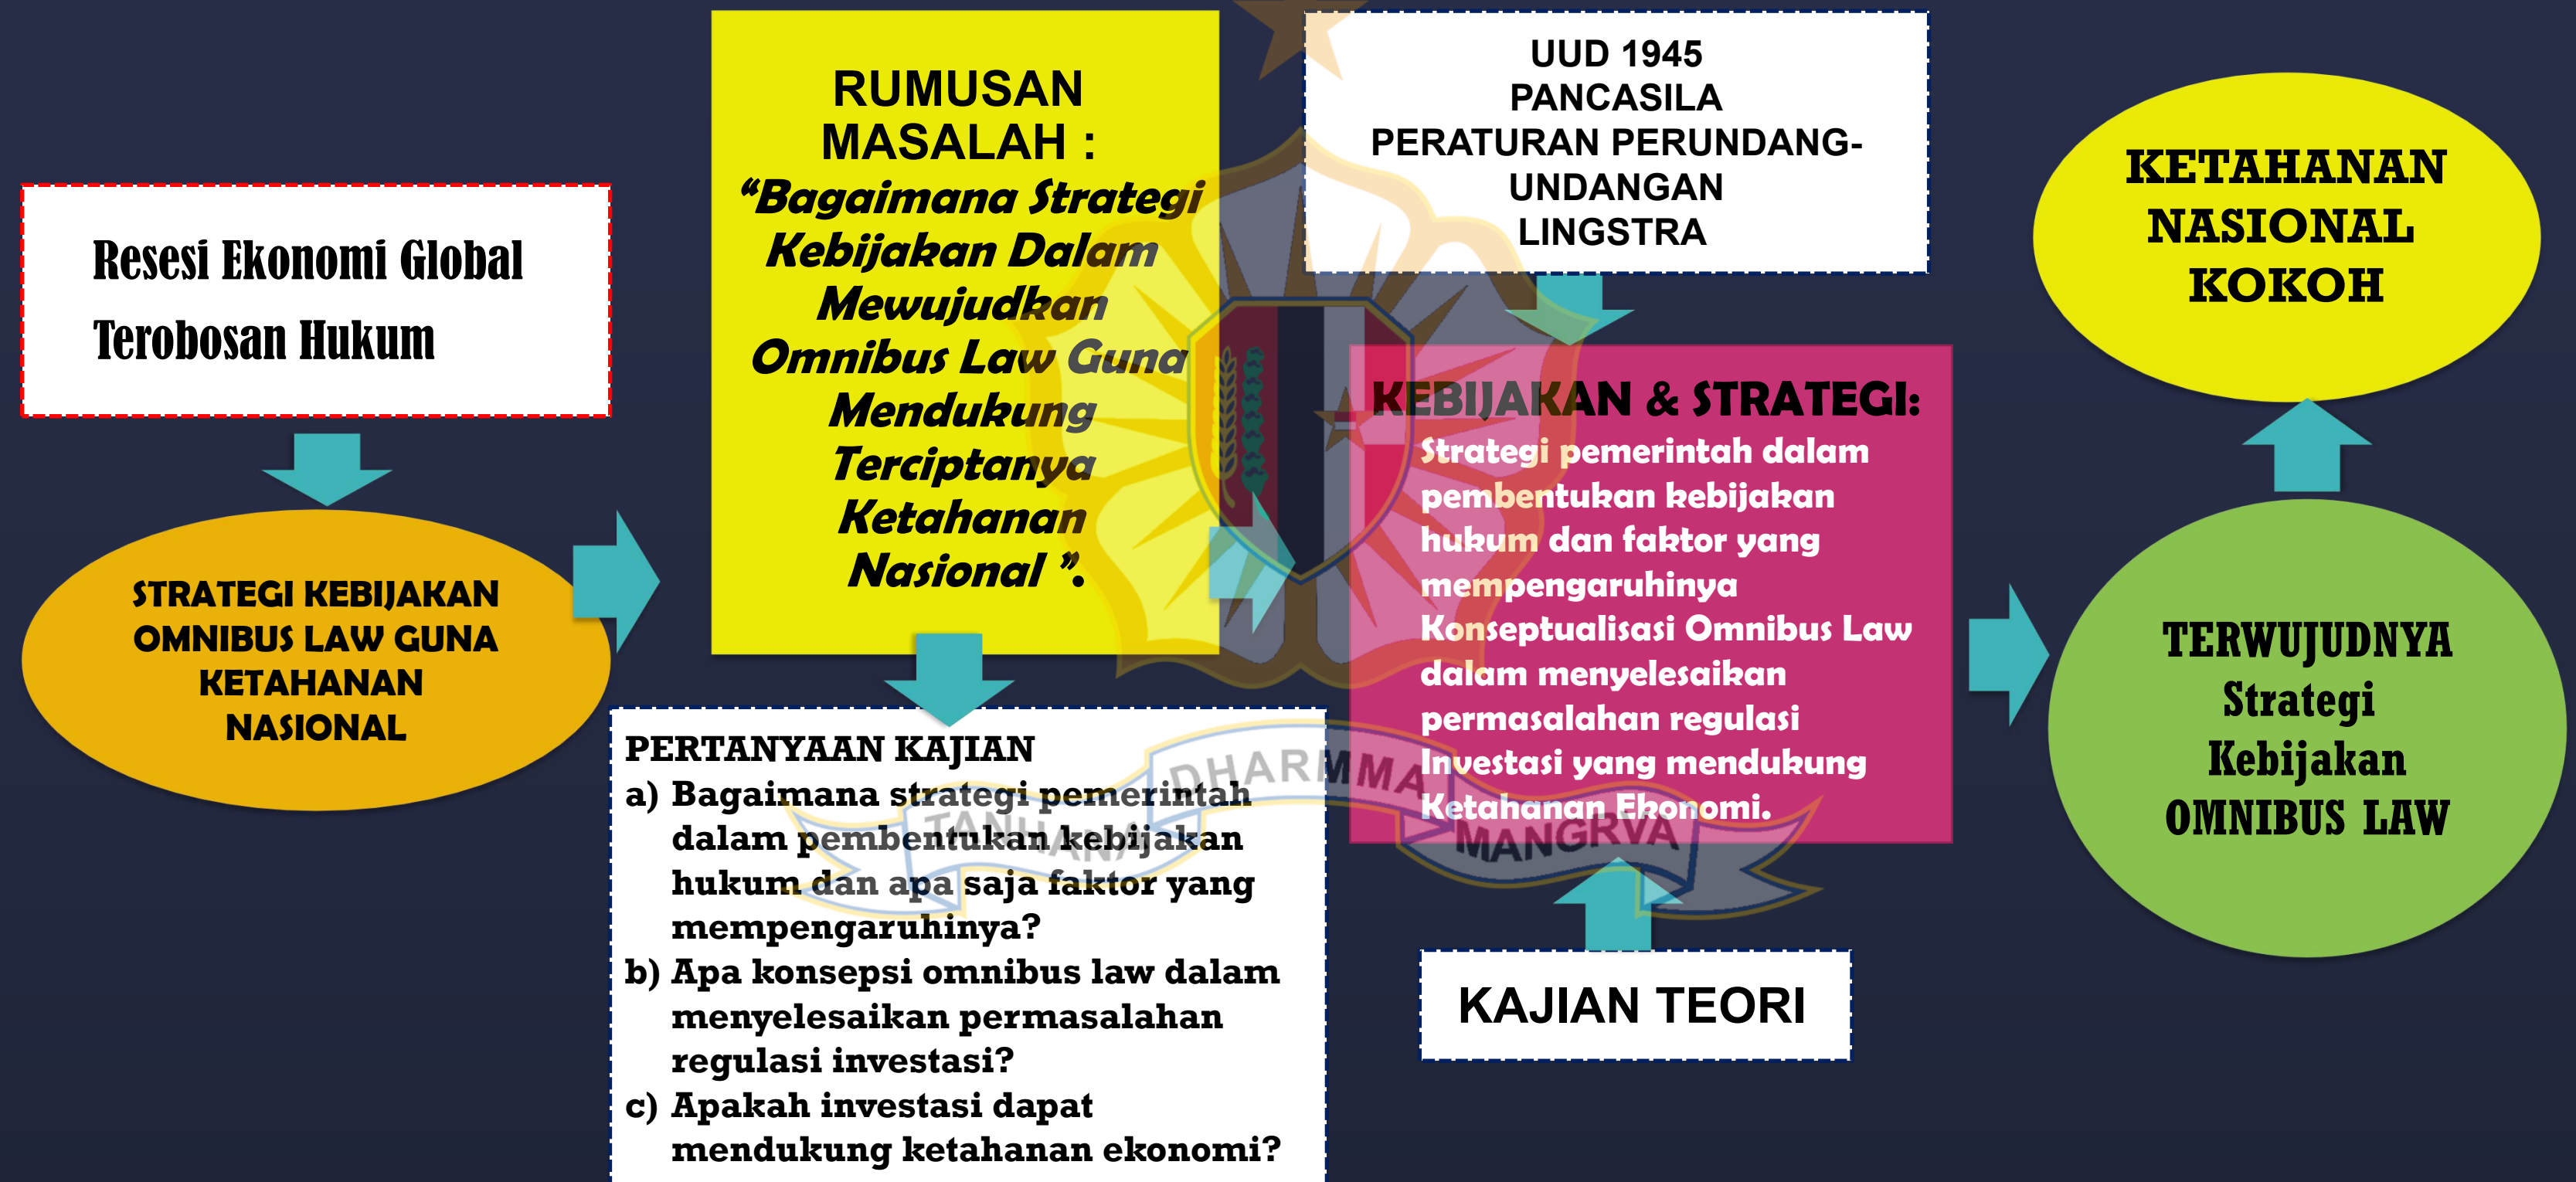 Resesi Ekonomi Global
Terobosan Hukum
STRATEGI KEBIJAKAN
OMNIBUS LAW GUNA
KETAHANAN
NASIONAL
RUMUSAN
MASALAH :
“Bagaimana Strategi
Kebijakan Dalam
Mewujudkan
Omnibus Law Guna
Mendukung
Terciptanya
Ketahanan
Nasional ”.
PERTANYAAN KAJIAN
a) Bagaimana strategi pemerintah
dalam pembentukan kebijakan
hukum dan apa saja faktor yang
mempengaruhinya?
b) Apa konsepsi omnibus law dalam
menyelesaikan permasalahan
regulasi investasi?
c) Apakah investasi dapat
mendukung ketahanan ekonomi?
UUD 1945
PANCASILA
PERATURAN PERUNDANG-
UNDANGAN
LINGSTRA
KEBIJAKAN & STRATEGI:
Strategi pemerintah dalam
pembentukan kebijakan
hukum dan faktor yang
mempengaruhinya
Konseptualisasi Omnibus Law
dalam menyelesaikan
permasalahan regulasi
Investasi yang mendukung
Ketahanan Ekonomi.
KAJIAN TEORI
TERWUJUDNYA
Strategi
Kebijakan
OMNIBUS LAW
KETAHANAN
NASIONAL
KOKOH
TANHANA DHARMMA MANGRVA